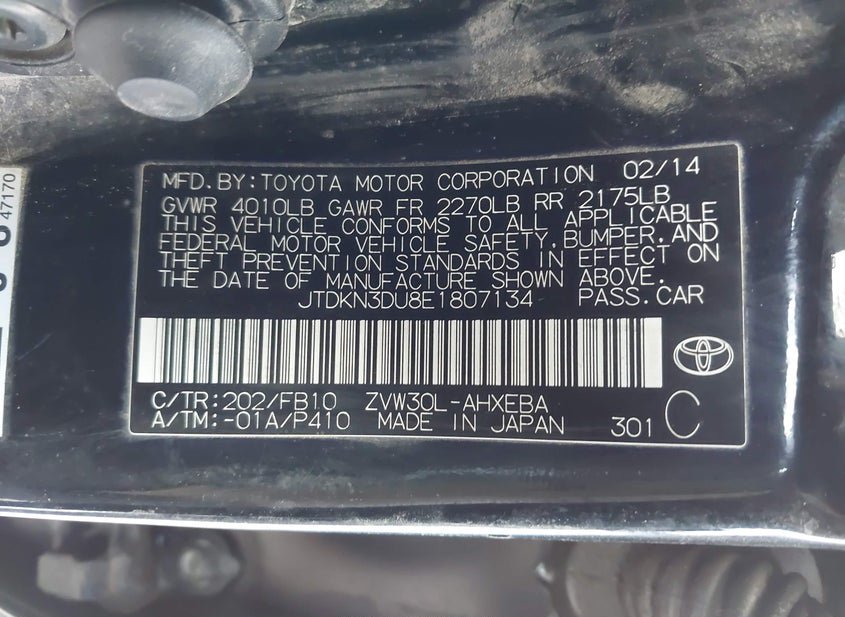 MFD.BY:TOYOTA MOTOR CORPORATION 02/14
GVWR 4010LB GAWR FR 2270LB RR 2175LB
THIS VEHICLE CONFORMS TO ALL APPLICABLE
FEDERAL MOTOR VEHICLE SAFETY,BUMPER,AND
THEFT PREVENTION STANDARDS IN EFFECT ON
THE DATE OF MANUFACTURE SHOWN ABOVE.
JTDKN3DU8E1807134 PASS.CAR
C/TR:202/FB10 ZVW30L-AHXEBA
A/TM:-01A/P410 MADE IN JAPAN 301 C
47170